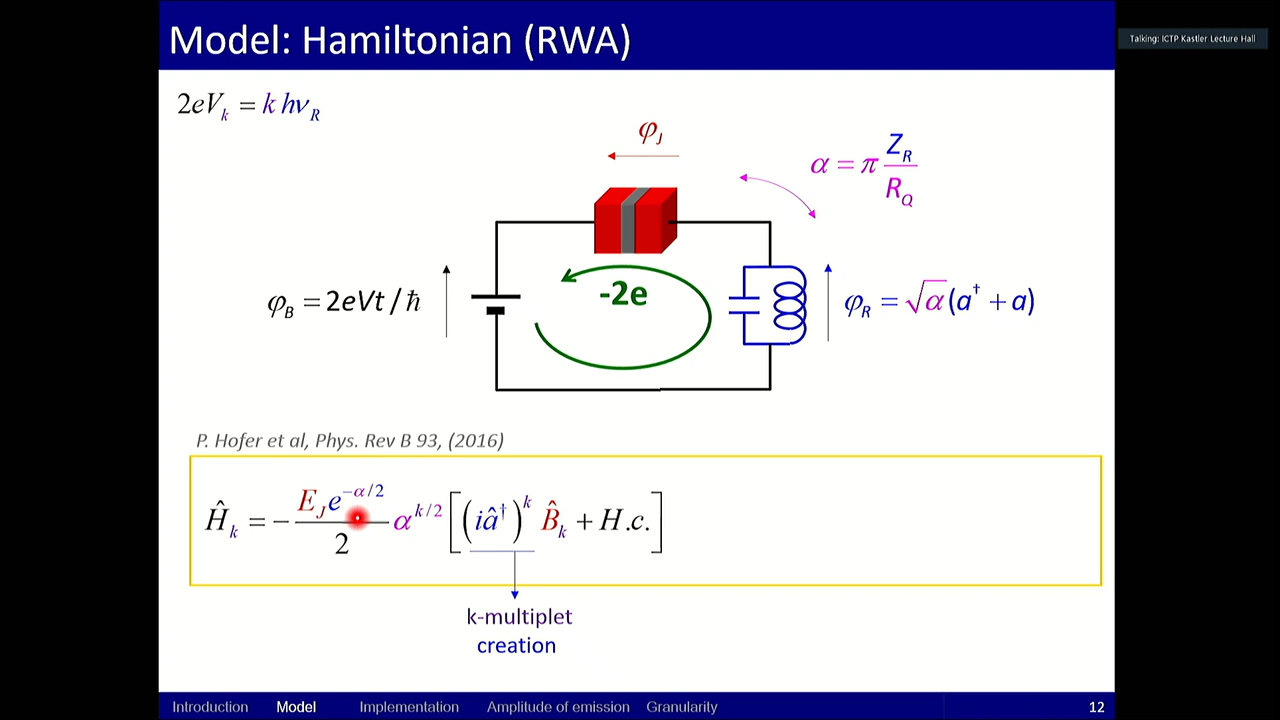 Model: Hamiltonian (RWA)
Talking: ICTP Kastler Lecture Hall
2eV_k = k hν_R
φ_J
α = π Z_R / R_Q
-2e
φ_B = 2eVt / ħ
φ_R = √α (a† + a)
P. Hofer et al, Phys. Rev B 93, (2016)
Ĥ_k = − E_J e^{−α/2} / 2 α^{k/2} [ (iâ†)^k B̂_k + H.c. ]
k-multiplet
creation
Introduction Model Implementation Amplitude of emission Granularity 12